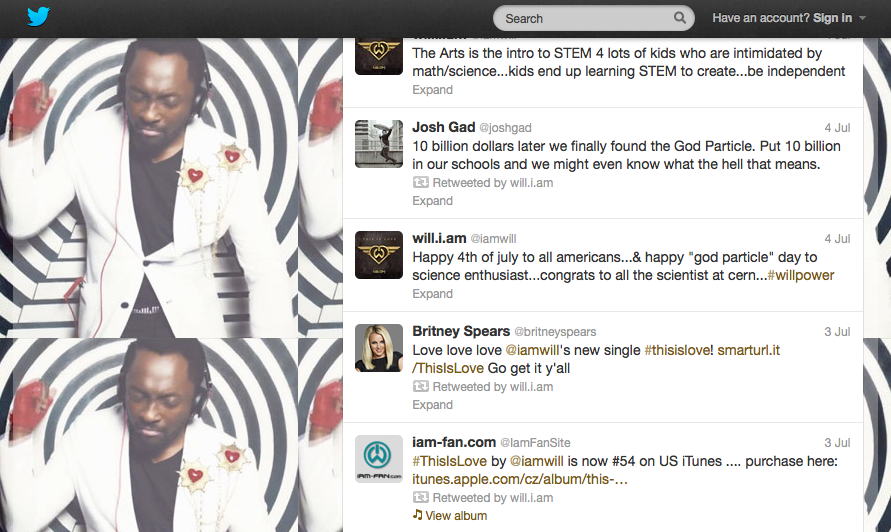 Search
Have an account? Sign in
The Arts is the intro to STEM 4 lots of kids who are intimidated by
math/science...kids end up learning STEM to create...be independent
Expand
Josh Gad @joshgad
4 Jul
10 billion dollars later we finally found the God Particle. Put 10 billion
in our schools and we might even know what the hell that means.
Retweeted by will.i.am
Expand
will.i.am @iamwill
4 Jul
Happy 4th of july to all americans...& happy "god particle" day to
science enthusiast...congrats to all the scientist at cern...#willpower
Expand
Britney Spears @britneyspears
3 Jul
Love love love @iamwill's new single #thisislove! smarturl.it
/ThisIsLove Go get it y'all
Retweeted by will.i.am
Expand
iam-fan.com @IamFanSite
3 Jul
IAM-FAN.COM
#ThisIsLove by @iamwill is now #54 on US iTunes .... purchase here:
itunes.apple.com/cz/album/this-…
Retweeted by will.i.am
View album